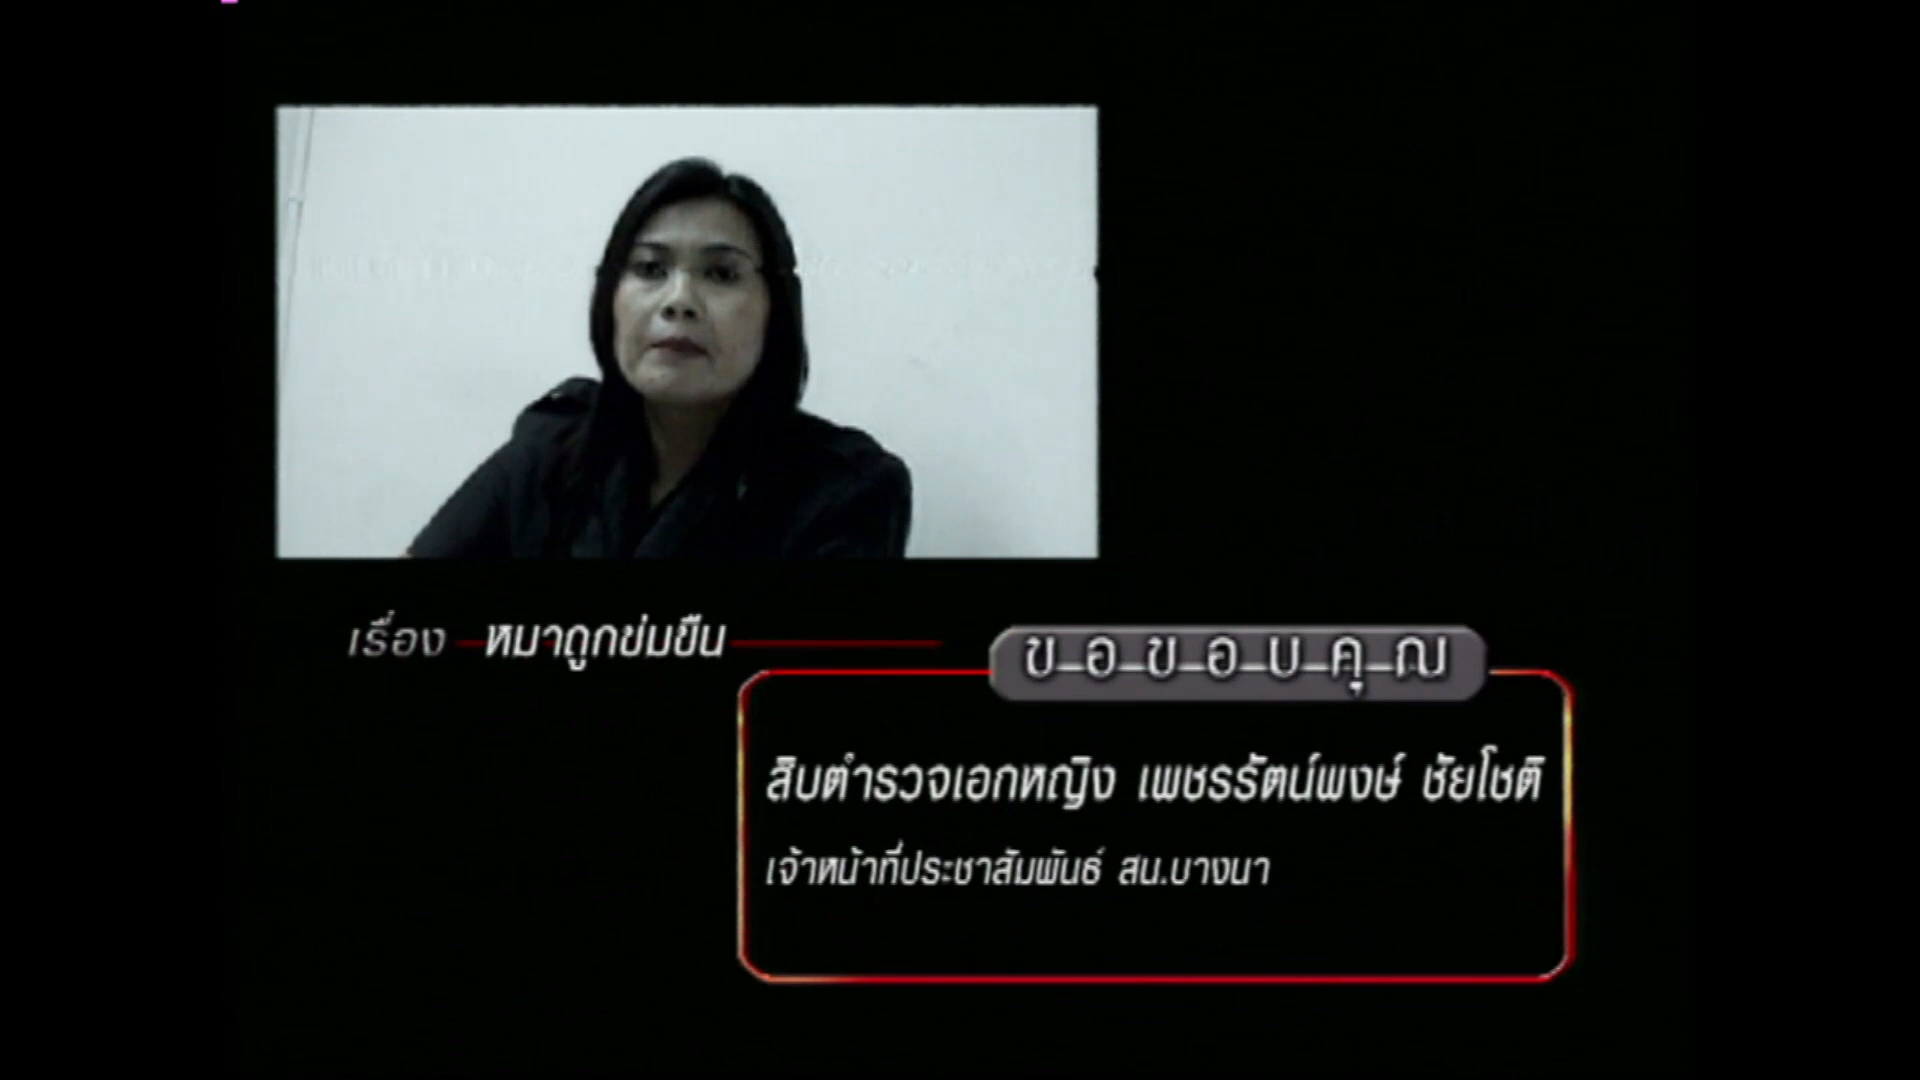 เรื่อง หมาถูกข่มขืน
ขอขอบคุณ
สิบตำรวจเอกหญิง เพชรรัตน์พงษ์ ชัยโชติ
เจ้าหน้าที่ประชาสัมพันธ์ สน.บางนา